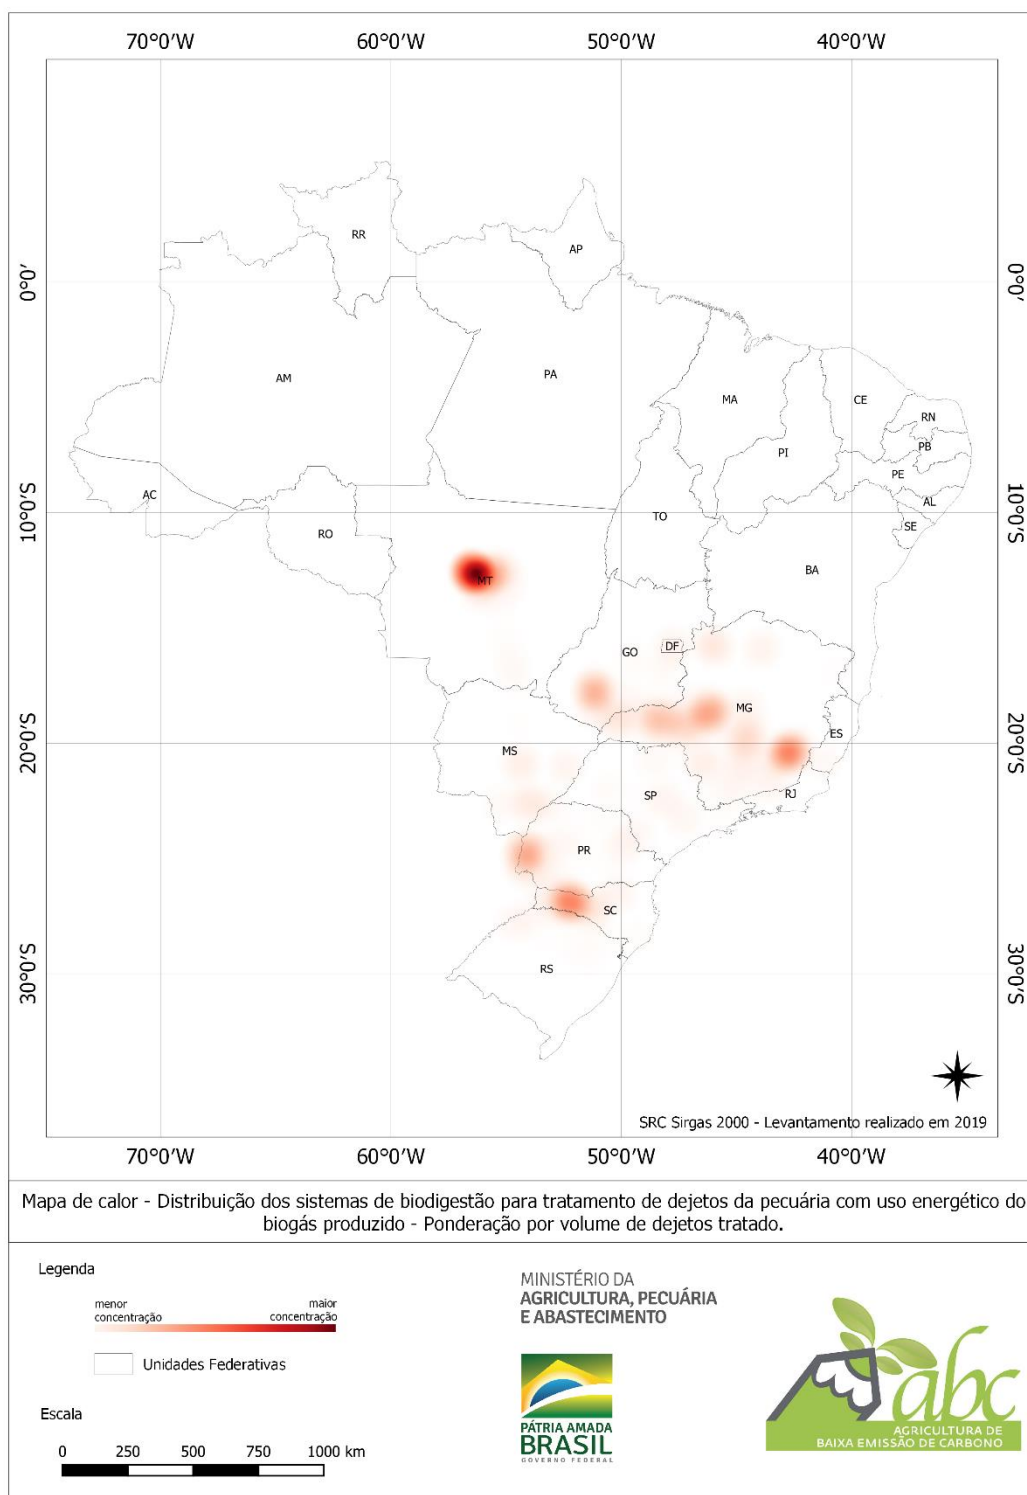 70°0'W 60°0'W 50°0'W 40°0'W
RR
AP
0°0' 0°0'
AM
PA
MA
CE
RN
PB
PI
PE
AC
AL
10°0'S 10°0'S
TO
SE
RO
BA
MT
DF
GO
MG
ES
20°0'S 20°0'S
MS
RJ
SP
PR
SC
RS
30°0'S 30°0'S
SRC Sirgas 2000 - Levantamento realizado em 2019
70°0'W 60°0'W 50°0'W 40°0'W
Mapa de calor - Distribuição dos sistemas de biodigestão para tratamento de dejetos da pecuária com uso energético do
biogás produzido - Ponderação por volume de dejetos tratado.
Legenda
menor concentração
maior concentração
Unidades Federativas
Escala
0 250 500 750 1000 km
MINISTÉRIO DA
AGRICULTURA, PECUÁRIA
E ABASTECIMENTO
PÁTRIA AMADA
BRASIL
GOVERNO FEDERAL
abc
AGRICULTURA DE
BAIXA EMISSÃO DE CARBONO